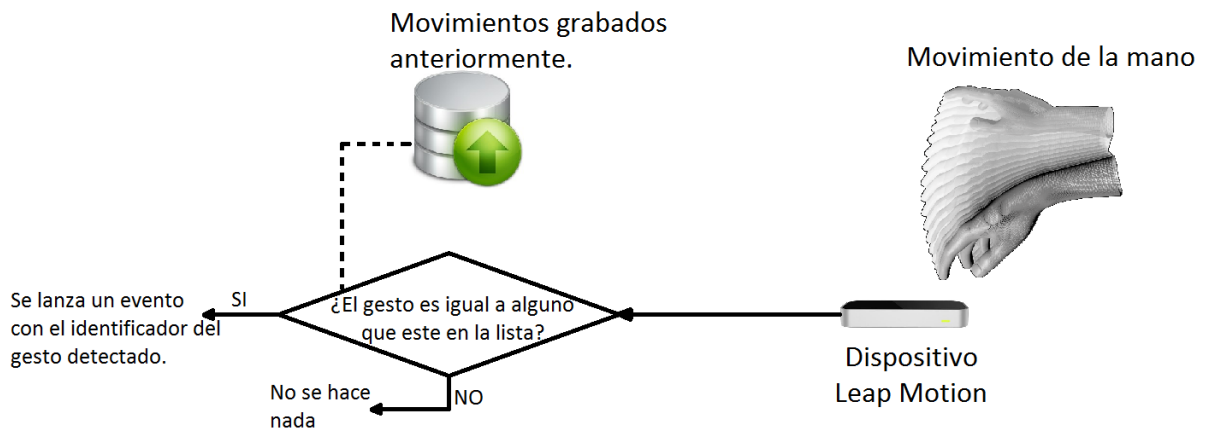 Movimientos grabados
anteriormente.
Movimiento de la mano
Se lanza un evento
con el identificador del
gesto detectado.
SI
¿El gesto es igual a alguno
que este en la lista?
Dispositivo
Leap Motion
No se hace
nada
NO